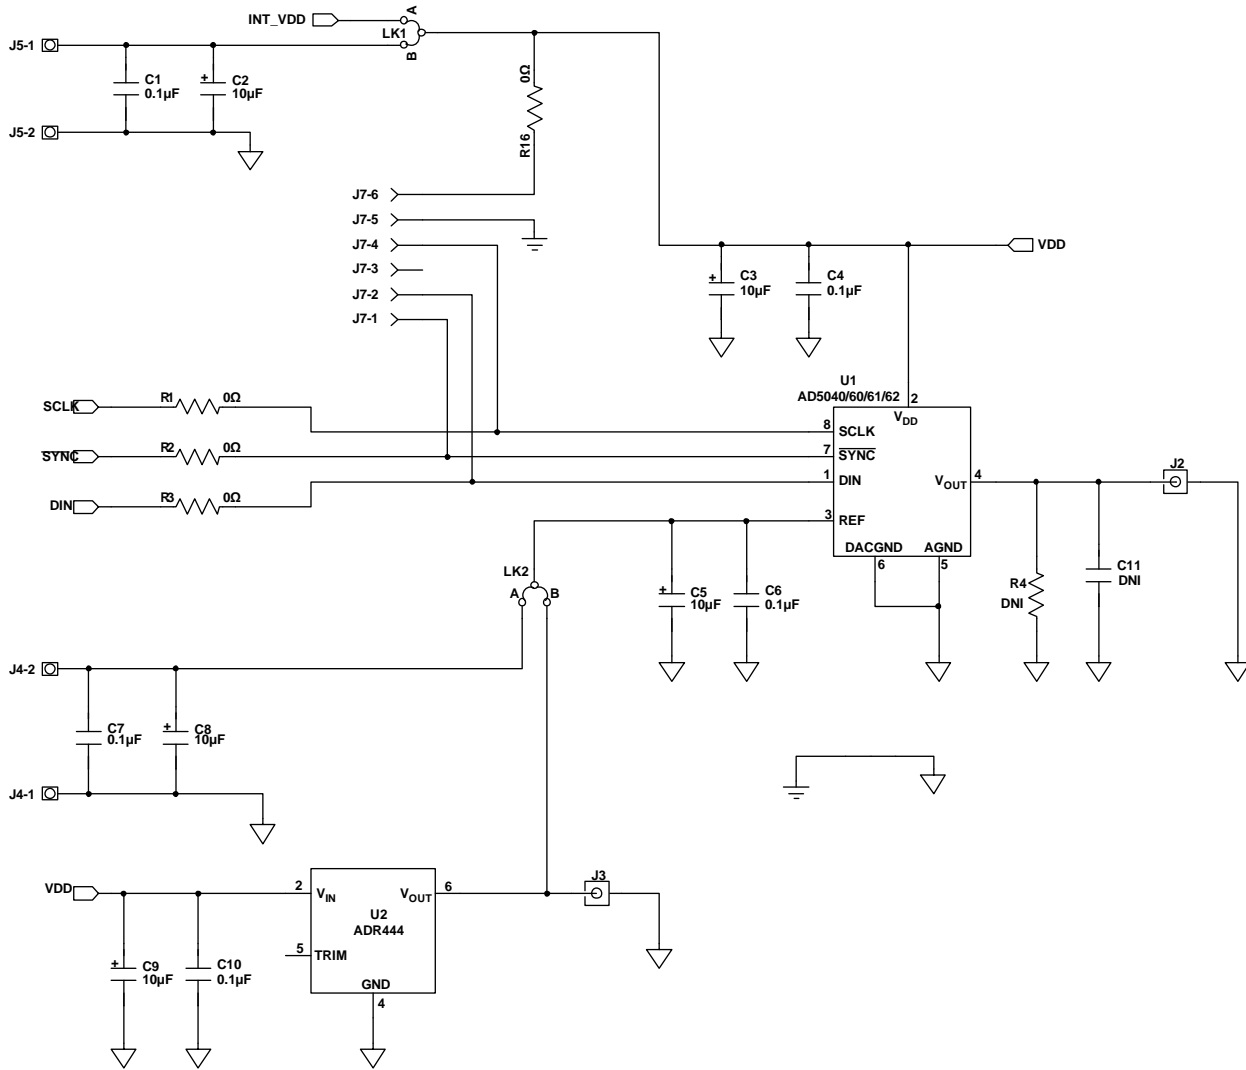 INT_VDD
A
LK1
B
J5-1
C1
0.1µF
+
C2
10µF
J5-2
0Ω
R16
J7-6
J7-5
J7-4
J7-3
J7-2
J7-1
VDD
+
C3
10µF
C4
0.1µF
U1
AD5040/60/61/62
2
VDD
SCLK
R1
0Ω
8
SCLK
SYNC
R2
0Ω
7
SYNC
DIN
R3
0Ω
1
DIN
VOUT
4
J2
3
REF
DACGND
AGND
6
5
LK2
A
B
+
C5
10µF
C6
0.1µF
R4
DNI
C11
DNI
J4-2
C7
0.1µF
+
C8
10µF
J4-1
VDD
2
VIN
VOUT
6
J3
U2
ADR444
5
TRIM
GND
4
+
C9
10µF
C10
0.1µF